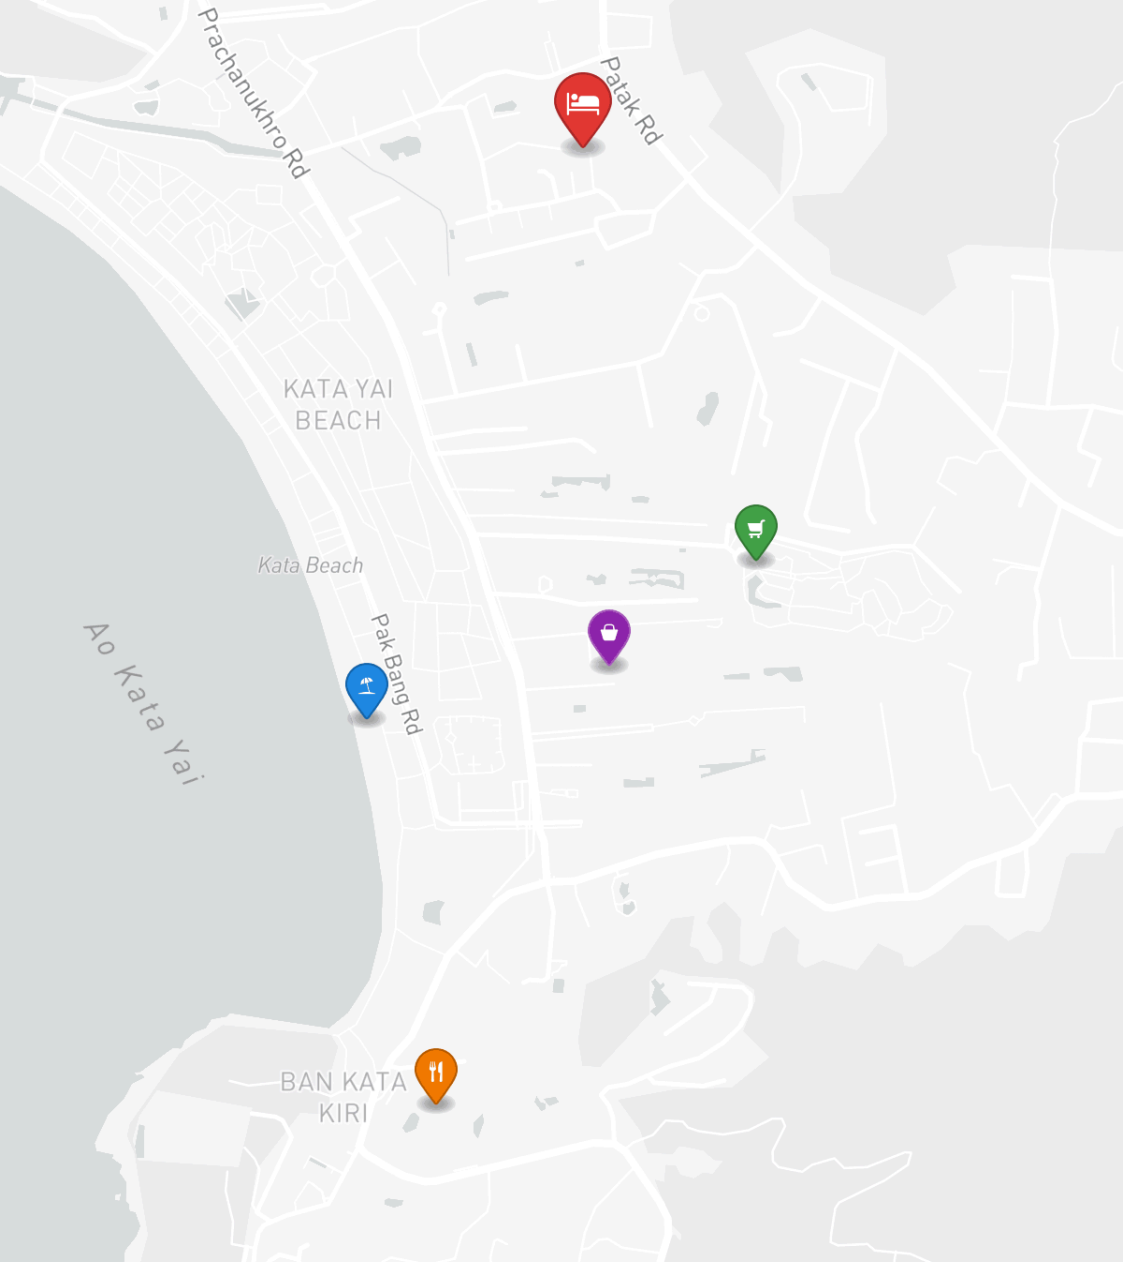 Prachanukhro Rd
Patak Rd
KATA YAI
BEACH
Kata Beach
Ao Kata Yai
Pak Bang Rd
BAN KATA
KIRI